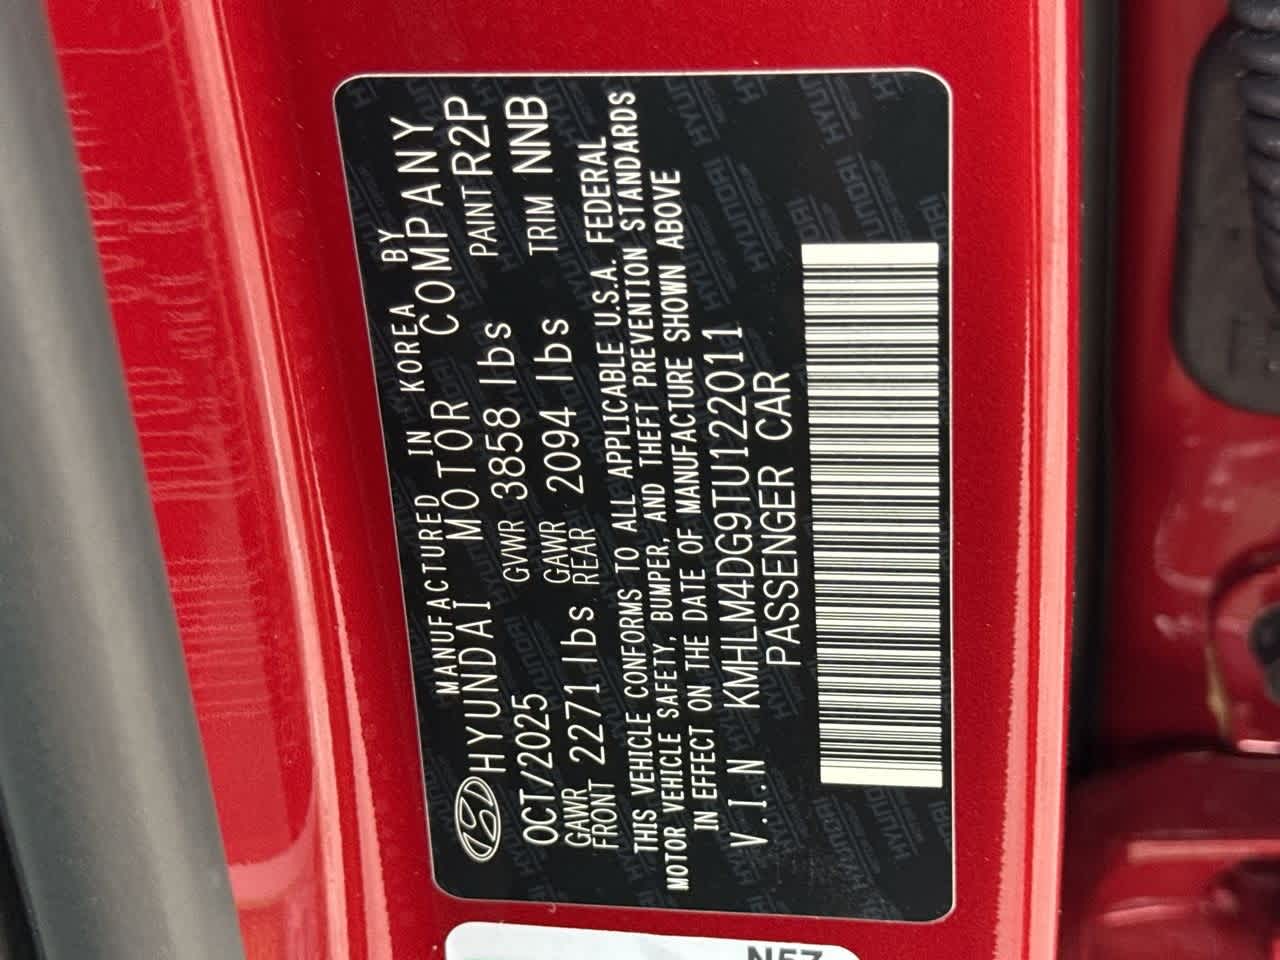 MANUFACTURED IN KOREA BY
HYUNDAI MOTOR COMPANY
OCT/2025 GVWR 3858 lbs PAINT R2P
GAWR FRONT 2271 lbs GAWR REAR 2094 lbs TRIM NNB
THIS VEHICLE CONFORMS TO ALL APPLICABLE U.S.A. FEDERAL
MOTOR VEHICLE SAFETY, BUMPER, AND THEFT PREVENTION STANDARDS
IN EFFECT ON THE DATE OF MANUFACTURE SHOWN ABOVE
V.I.N KMHLM4DG9TU122011
PASSENGER CAR